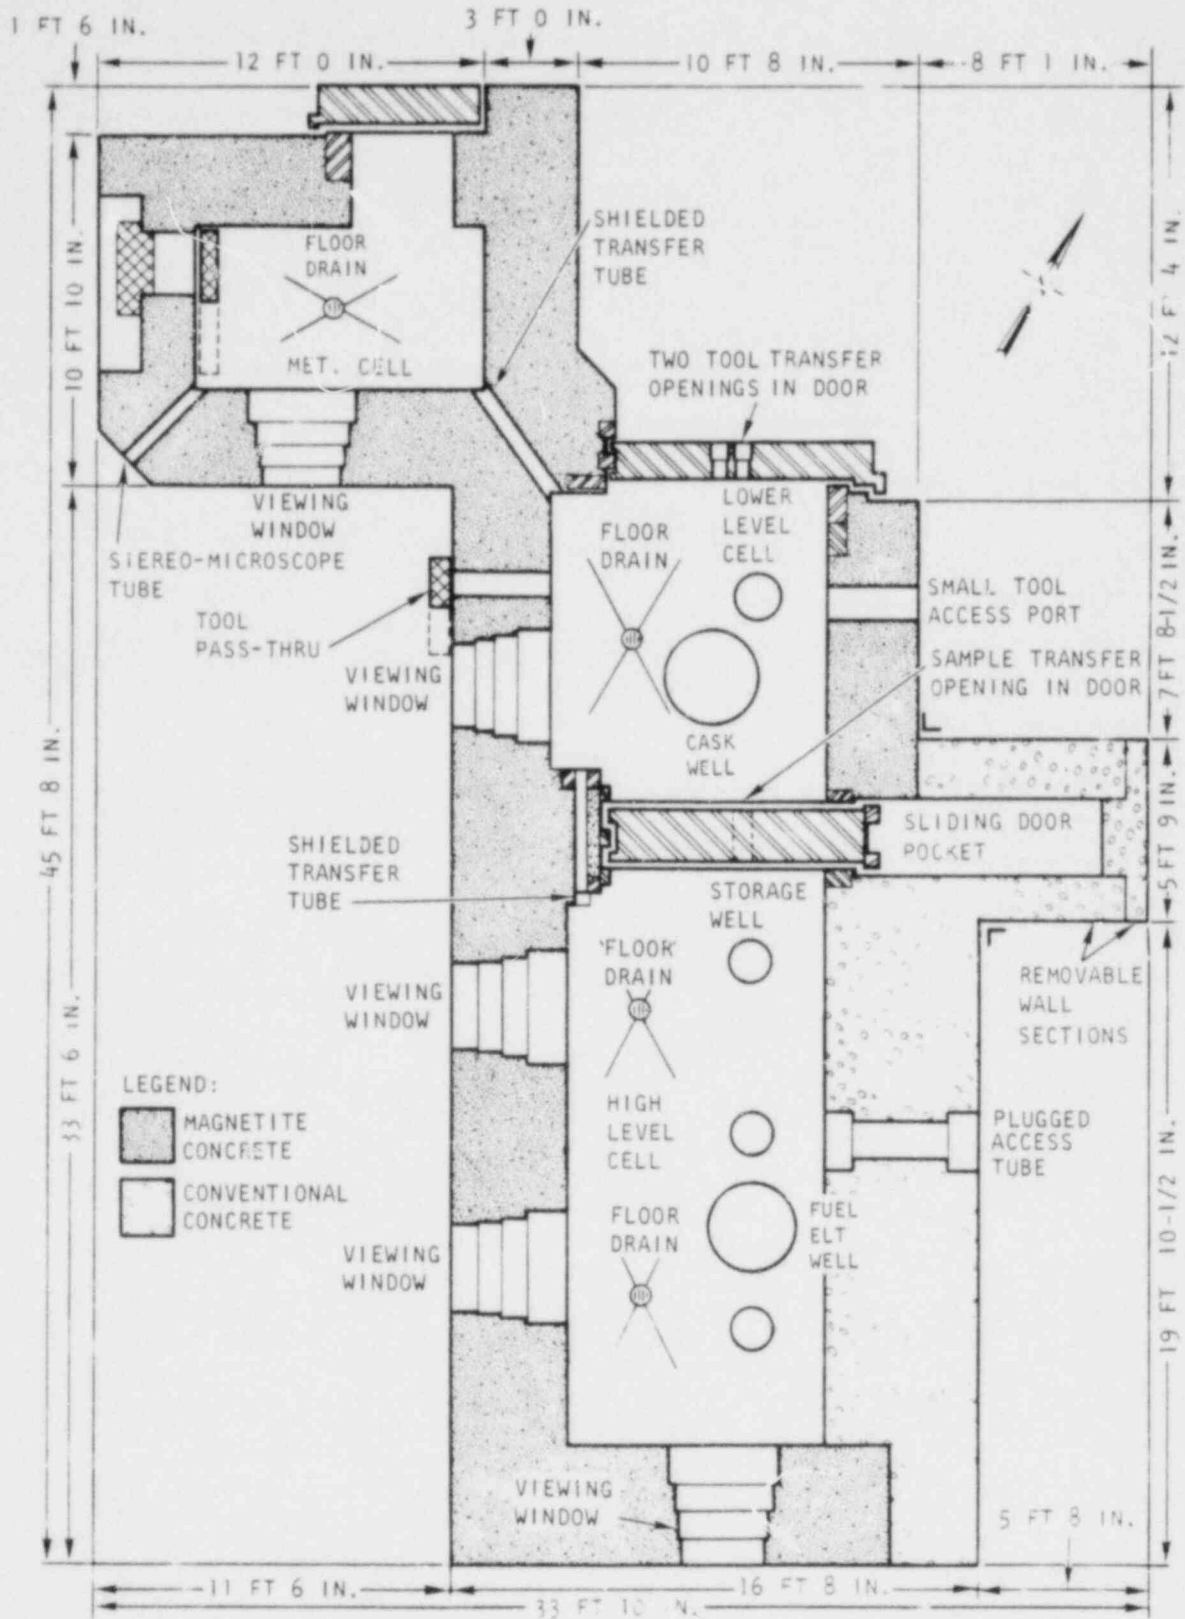 1 FT 6 IN.
3 FT 0 IN.
12 FT 0 IN.
10 FT 8 IN.
8 FT 1 IN.
SHIELDED
TRANSFER
TUBE
FLOOR
DRAIN
MET. CELL
10 FT 10 IN.
12 FT 4 IN.
TWO TOOL TRANSFER
OPENINGS IN DOOR
VIEWING
WINDOW
STEREO-MICROSCOPE
TUBE
TOOL
PASS-THRU
FLOOR
DRAIN
LOWER
LEVEL
CELL
SMALL TOOL
ACCESS PORT
7 FT 8-1/2 IN.
SAMPLE TRANSFER
OPENING IN DOOR
VIEWING
WINDOW
CASK
WELL
45 FT 8 IN.
SHIELDED
TRANSFER
TUBE
SLIDING DOOR
POCKET
5 FT 9 IN.
STORAGE
WELL
FLOOR
DRAIN
REMOVABLE
WALL
SECTIONS
VIEWING
WINDOW
33 FT 6 IN.
LEGEND:
MAGNETITE
CONCRETE
CONVENTIONAL
CONCRETE
HIGH
LEVEL
CELL
PLUGGED
ACCESS
TUBE
FLOOR
DRAIN
FUEL
ELT
WELL
VIEWING
WINDOW
19 FT 10-1/2 IN.
VIEWING
WINDOW
5 FT 8 IN.
11 FT 6 IN.
16 FT 8 IN.
33 FT 10 IN.